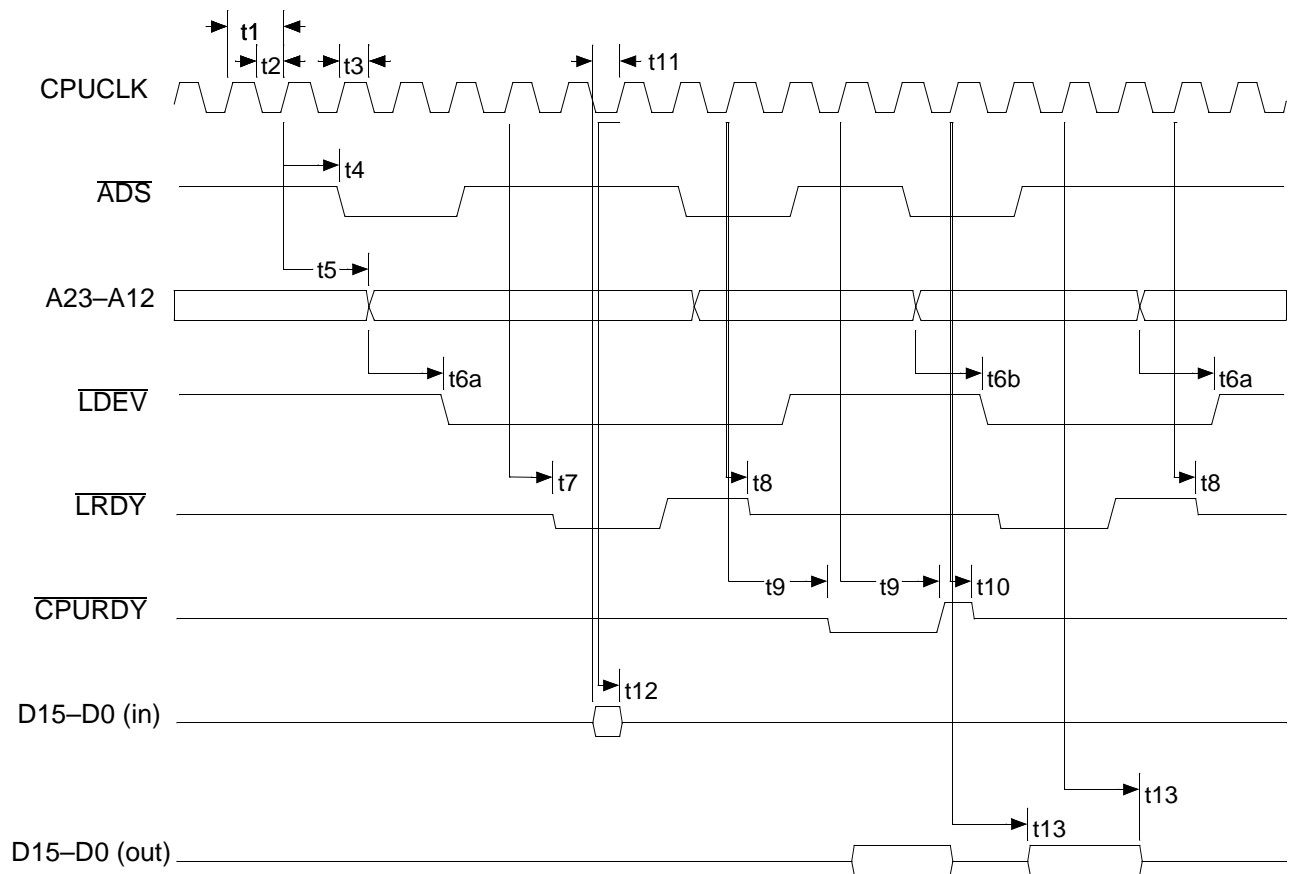 t1
t2
t3
t11
CPUCLK
t4
ADS
t5
A23–A12
t6a
t6b
t6a
LDEV
t7
t8
t8
LRDY
t9
t9
t10
CPURDY
t12
D15–D0 (in)
t13
t13
D15–D0 (out)